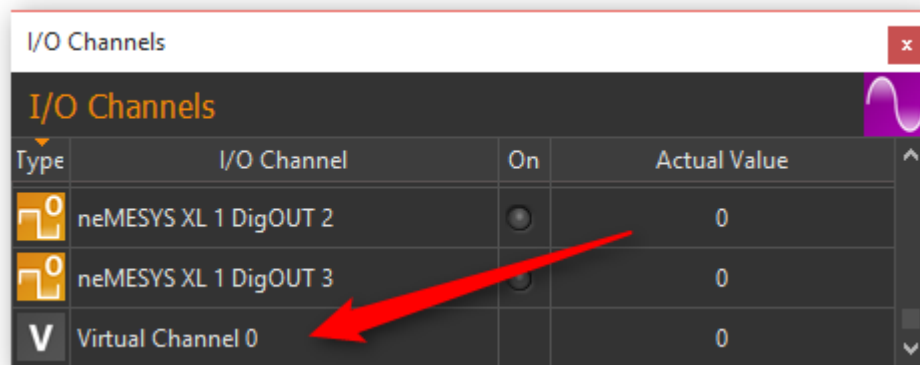 I/O Channels
x
I/O Channels
Type I/O Channel On Actual Value
O neMESYS XL 1 DigOUT 2 0
O neMESYS XL 1 DigOUT 3 0
V Virtual Channel 0 0